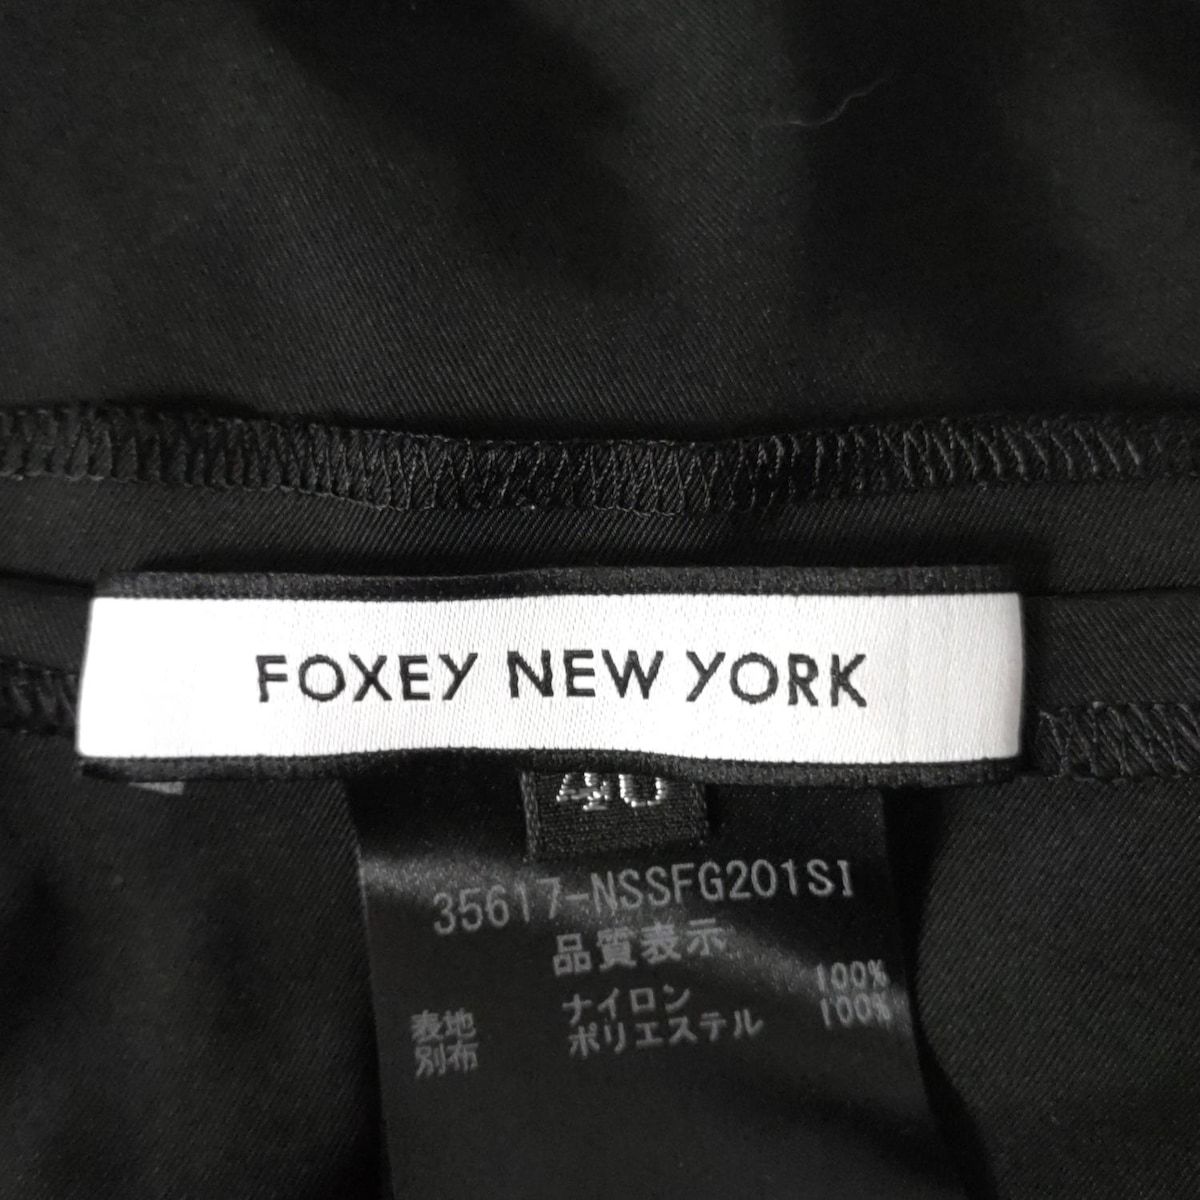 FOXEY NEW YORK
40
35617-NSSFG201SI
品質表示
表地 ナイロン 100%
別布 ポリエステル 100%